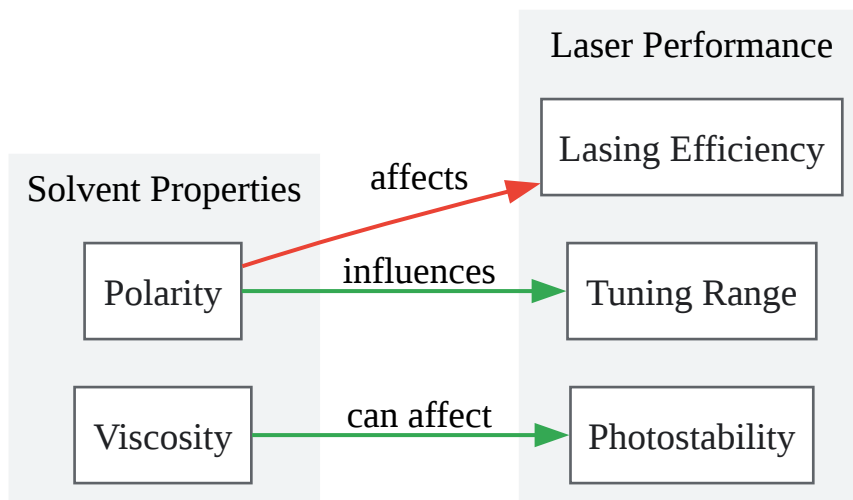 Laser Performance
Lasing Efficiency
affects
Solvent Properties
Polarity
influences
Tuning Range
Viscosity
can affect
Photostability